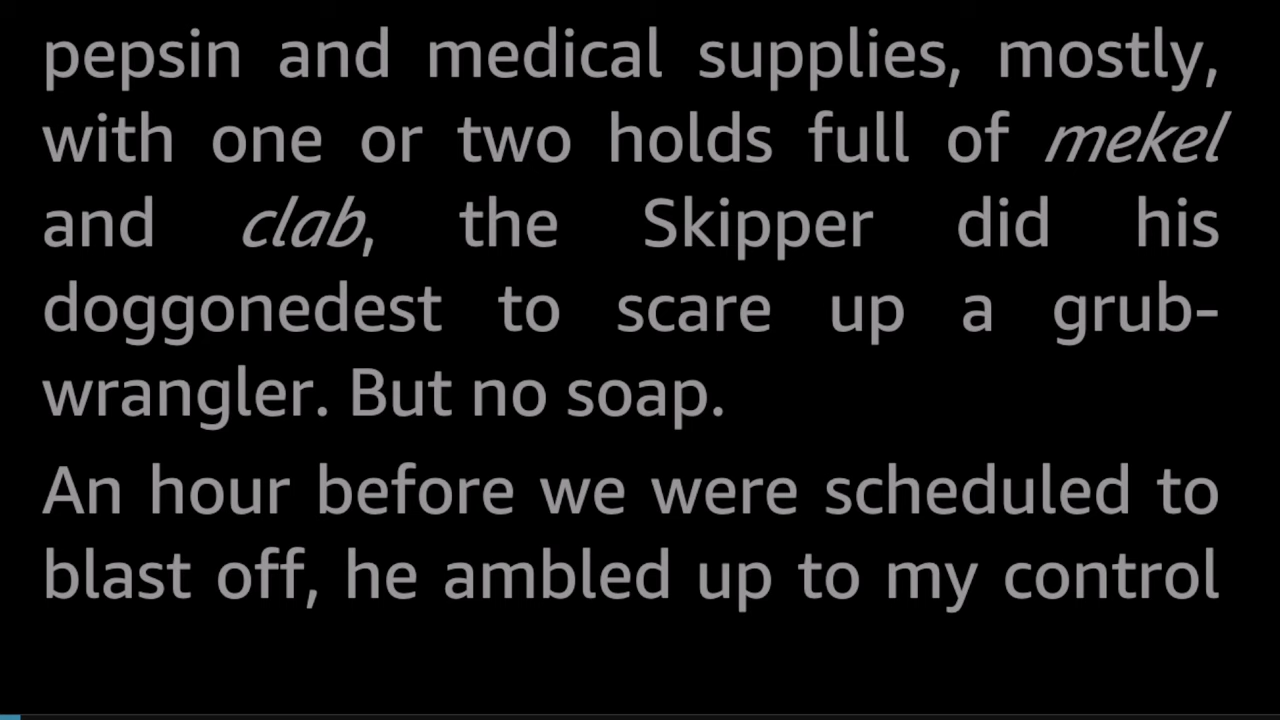 pepsin and medical supplies, mostly,
with one or two holds full of mekel
and clab, the Skipper did his
doggonedest to scare up a grub-
wrangler. But no soap.
An hour before we were scheduled to
blast off, he ambled up to my control